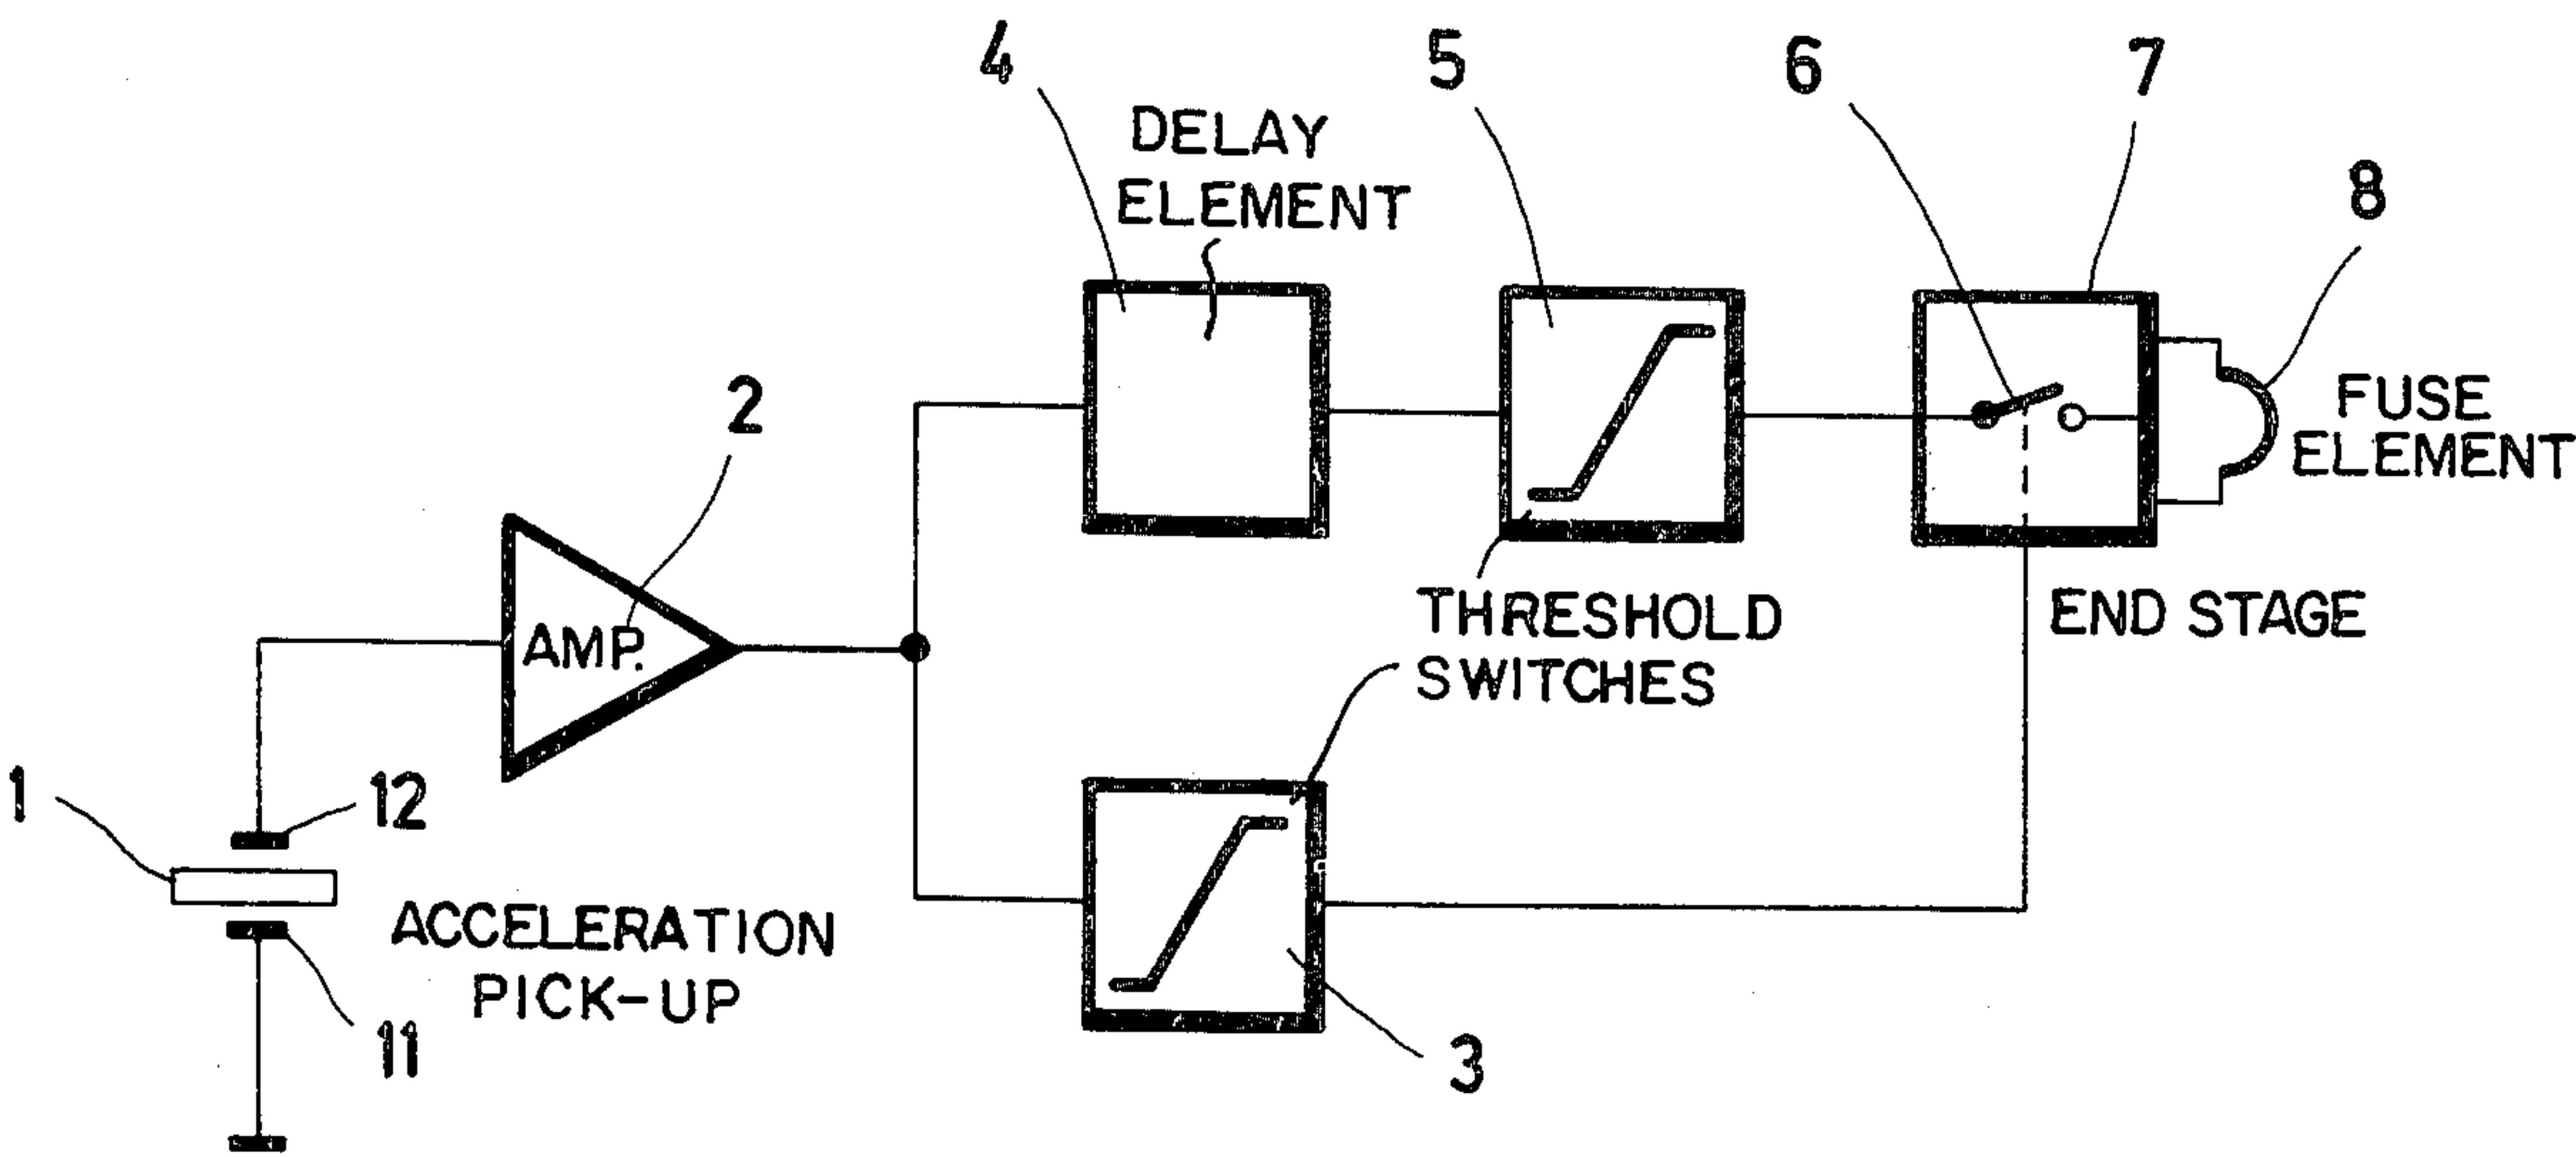 4
5
6
7
DELAY
ELEMENT
8
2
FUSE
ELEMENT
AMP.
THRESHOLD
SWITCHES
END STAGE
1
12
ACCELERATION
PICK-UP
11
3